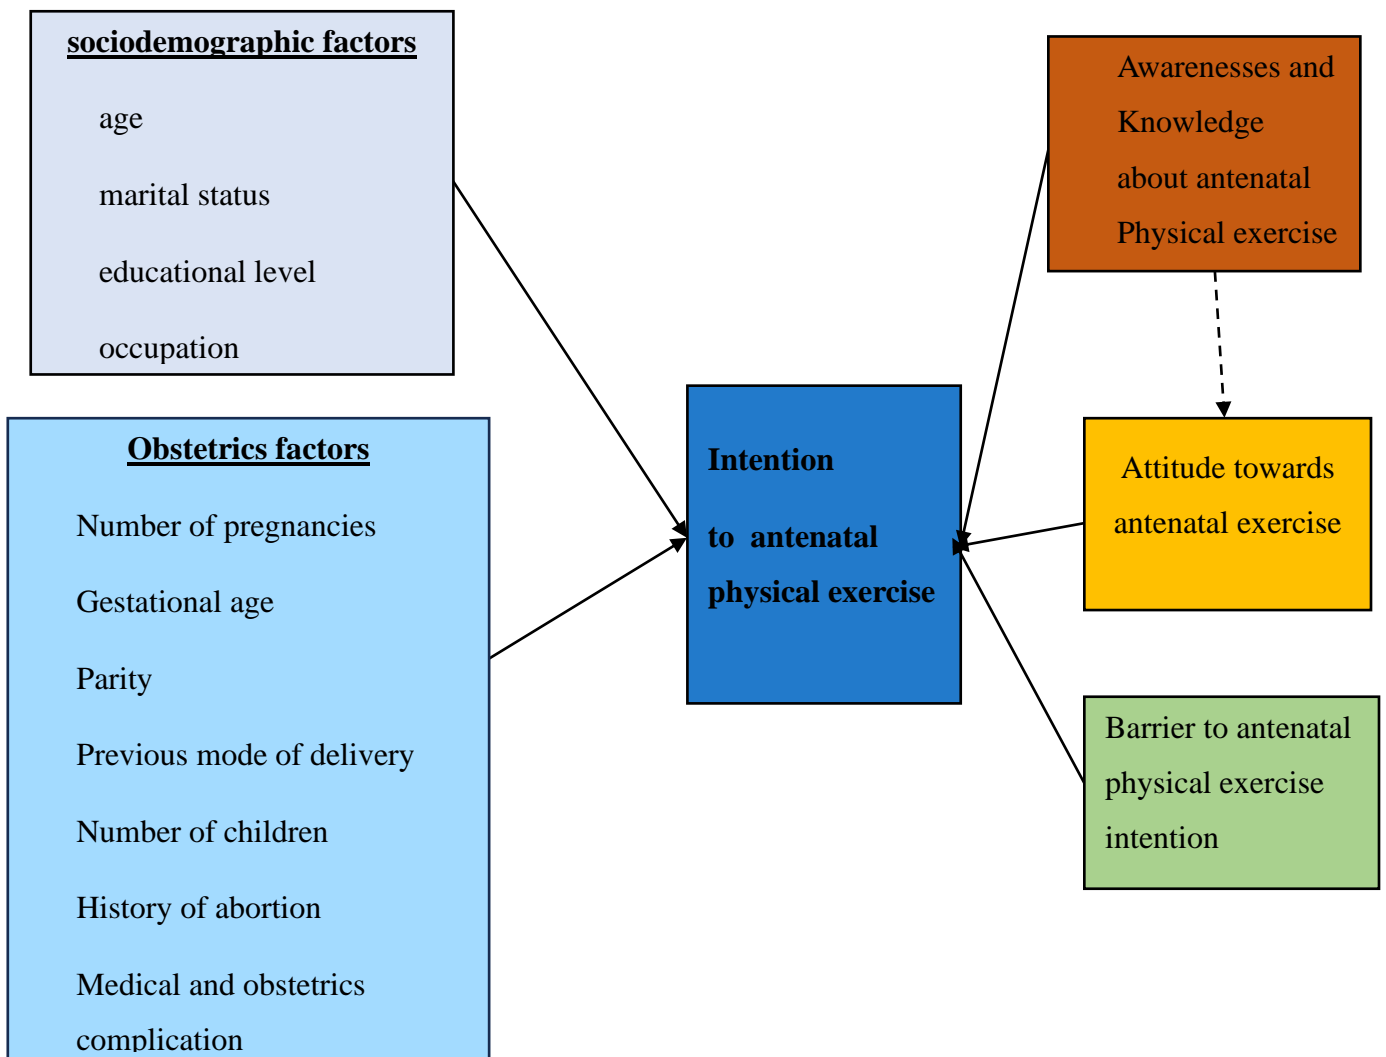 sociodemographic factors
age
marital status
educational level
occupation
Obstetrics factors
Number of pregnancies
Gestational age
Parity
Previous mode of delivery
Number of children
History of abortion
Medical and obstetrics
complication
Intention
to antenatal
physical exercise
Awarenesses and
Knowledge
about antenatal
Physical exercise
Attitude towards
antenatal exercise
Barrier to antenatal
physical exercise
intention